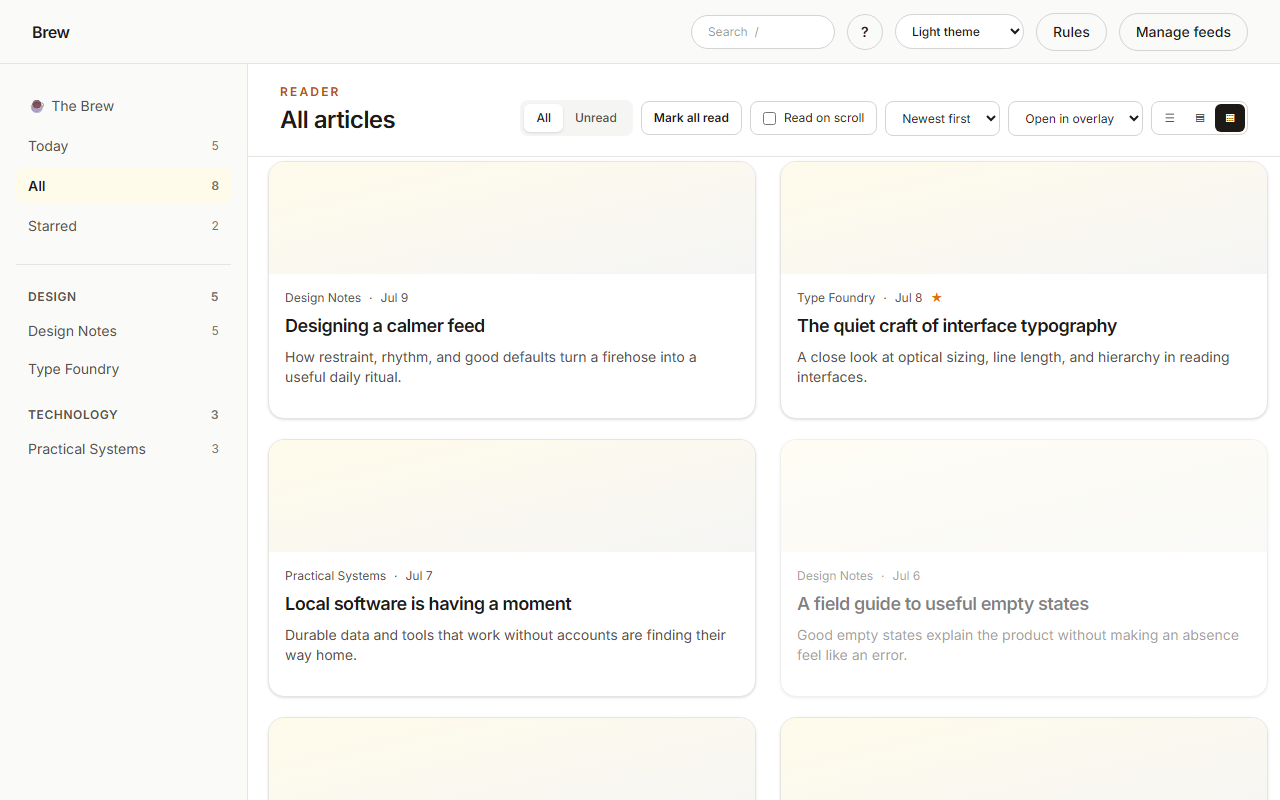 Brew
Search /
?
Light theme
Rules
Manage feeds
The Brew
Today 5
All 8
Starred 2
DESIGN 5
Design Notes 5
Type Foundry
TECHNOLOGY 3
Practical Systems 3
READER
All articles
All
Unread
Mark all read
Read on scroll
Newest first
Open in overlay
Design Notes · Jul 9
Designing a calmer feed
How restraint, rhythm, and good defaults turn a firehose into a
useful daily ritual.
Type Foundry · Jul 8 ★
The quiet craft of interface typography
A close look at optical sizing, line length, and hierarchy in reading
interfaces.
Practical Systems · Jul 7
Local software is having a moment
Durable data and tools that work without accounts are finding their
way home.
Design Notes · Jul 6
A field guide to useful empty states
Good empty states explain the product without making an absence
feel like an error.